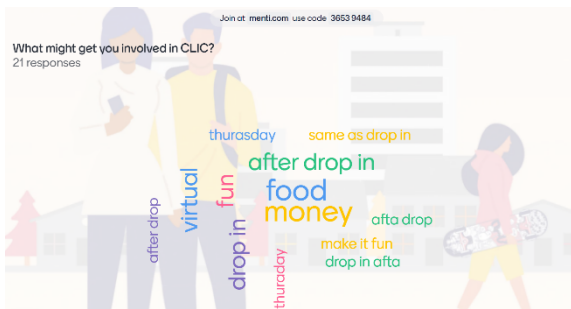 Join at menti.com use code 3653 9484
What might get you involved in CLIC?
21 responses
thurasday
same as drop in
after drop in
virtual
fun
food
money
afta drop
after drop
drop in
make it fun
drop in afta
thuraday